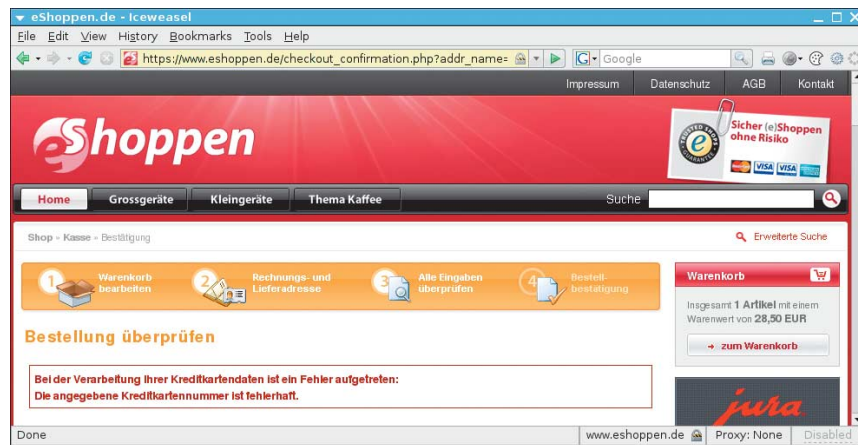 eShoppen.de - Iceweasel
File Edit View History Bookmarks Tools Help
https://www.eshoppen.de/checkout_confirmation.php?addr_name=
G Google
Impressum Datenschutz AGB Kontakt
eShoppen
TRUSTED SHOPS
GUARANTEE
e
Sicher (e)Shoppen
ohne Risiko
VISA VISA
Home Grossgeräte Kleingeräte Thema Kaffee Suche
Shop » Kasse » Bestätigung
Erweiterte Suche
1 Warenkorb bearbeiten
2 Rechnungs- und Lieferadresse
3 Alle Eingaben überprüfen
4 Bestell- bestätigung
Warenkorb
Insgesamt 1 Artikel mit einem
Warenwert von 28,50 EUR
zum Warenkorb
Bestellung überprüfen
Bei der Verarbeitung Ihrer Kreditkartendaten ist ein Fehler aufgetreten:
Die angegebene Kreditkartennummer ist fehlerhaft.
jura
Done www.eshoppen.de Proxy: None Disabled